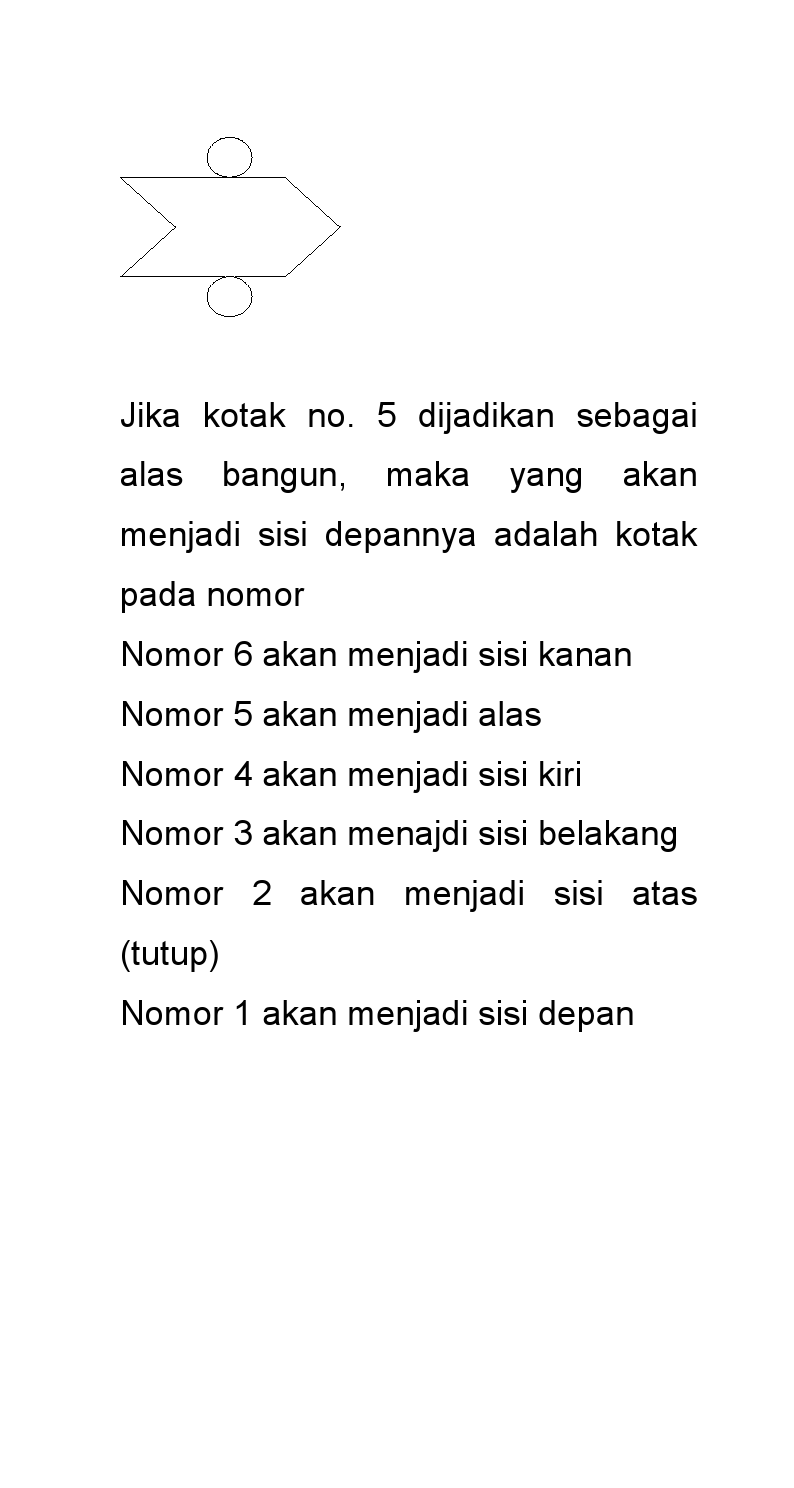 Jika kotak no. 5 dijadikan sebagai
alas bangun, maka yang akan
menjadi sisi depannya adalah kotak
pada nomor
Nomor 6 akan menjadi sisi kanan
Nomor 5 akan menjadi alas
Nomor 4 akan menjadi sisi kiri
Nomor 3 akan menajdi sisi belakang
Nomor 2 akan menjadi sisi atas
(tutup)
Nomor 1 akan menjadi sisi depan